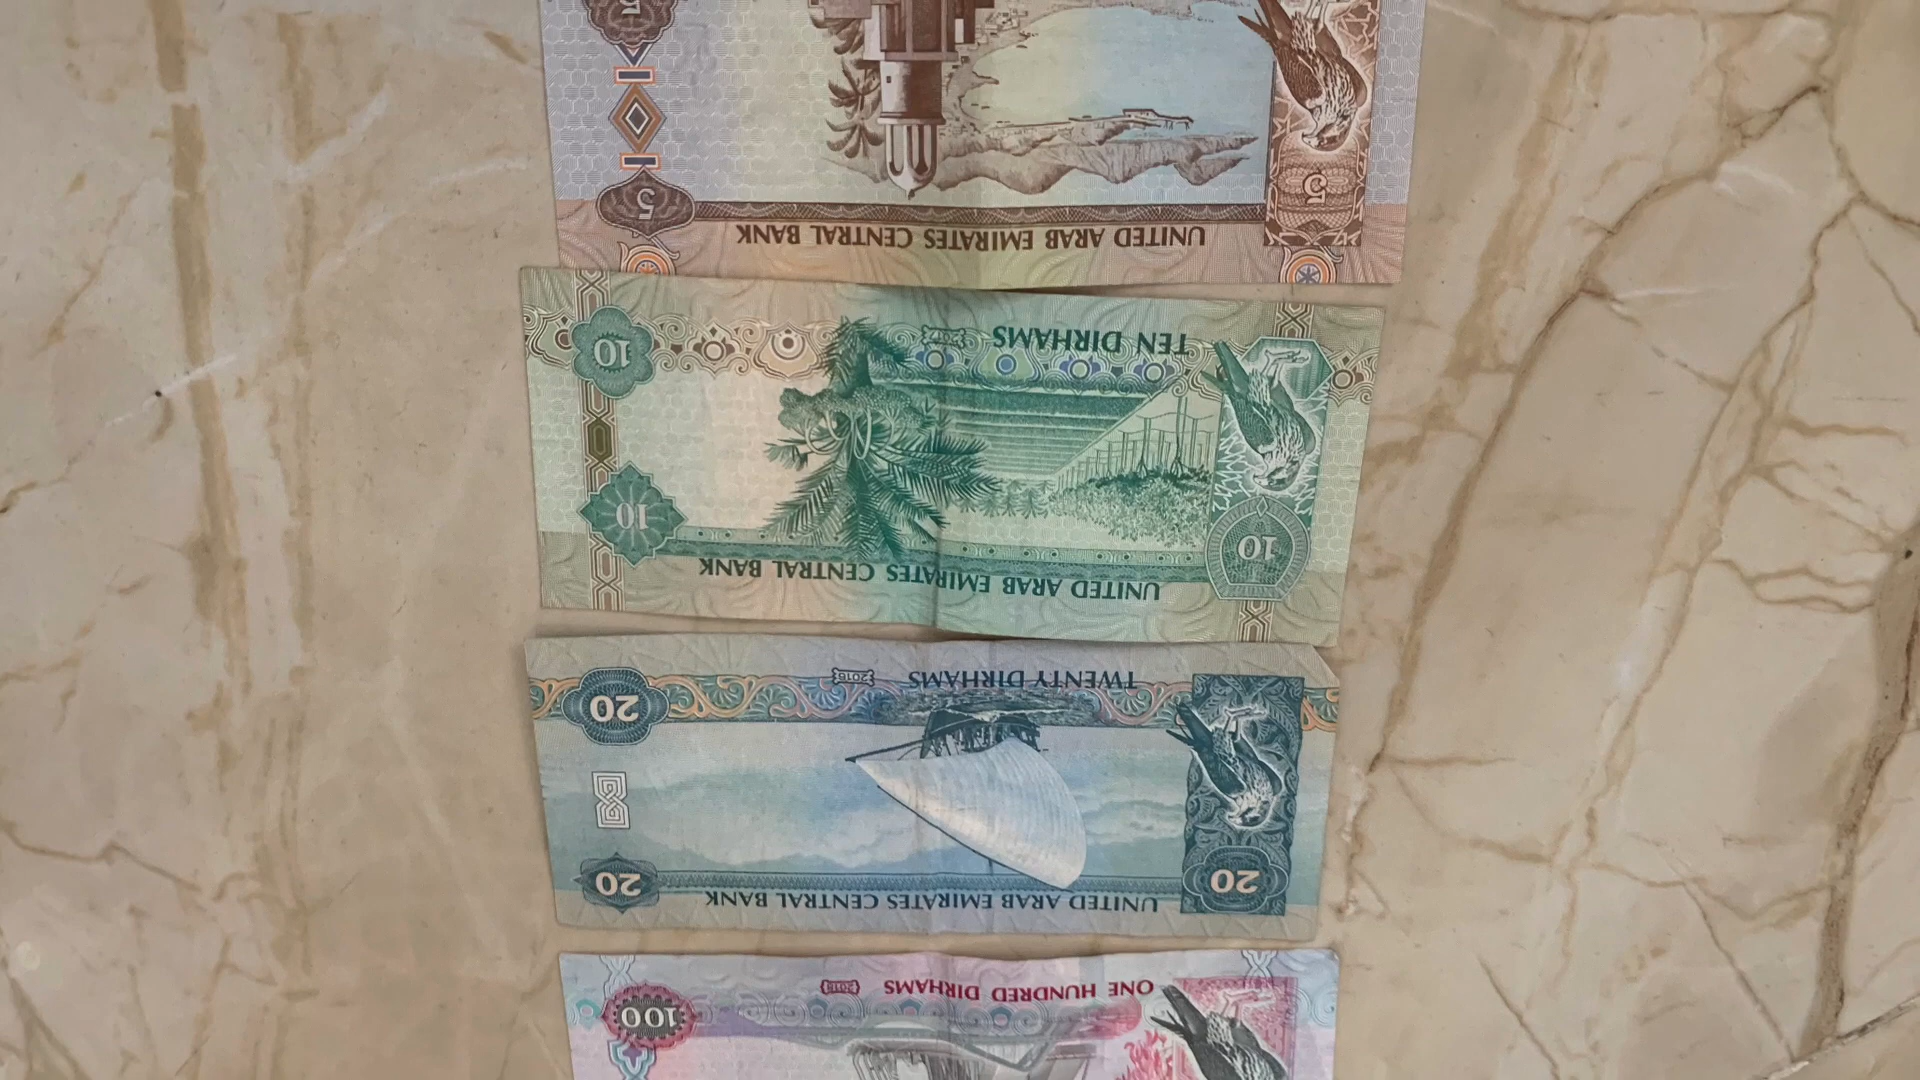 5
5
5
UNITED ARAB EMIRATES CENTRAL BANK
10
TEN DIRHAMS
10
10
UNITED ARAB EMIRATES CENTRAL BANK
20
TWENTY DIRHAMS
2016
20
20
UNITED ARAB EMIRATES CENTRAL BANK
100
ONE HUNDRED DIRHAMS